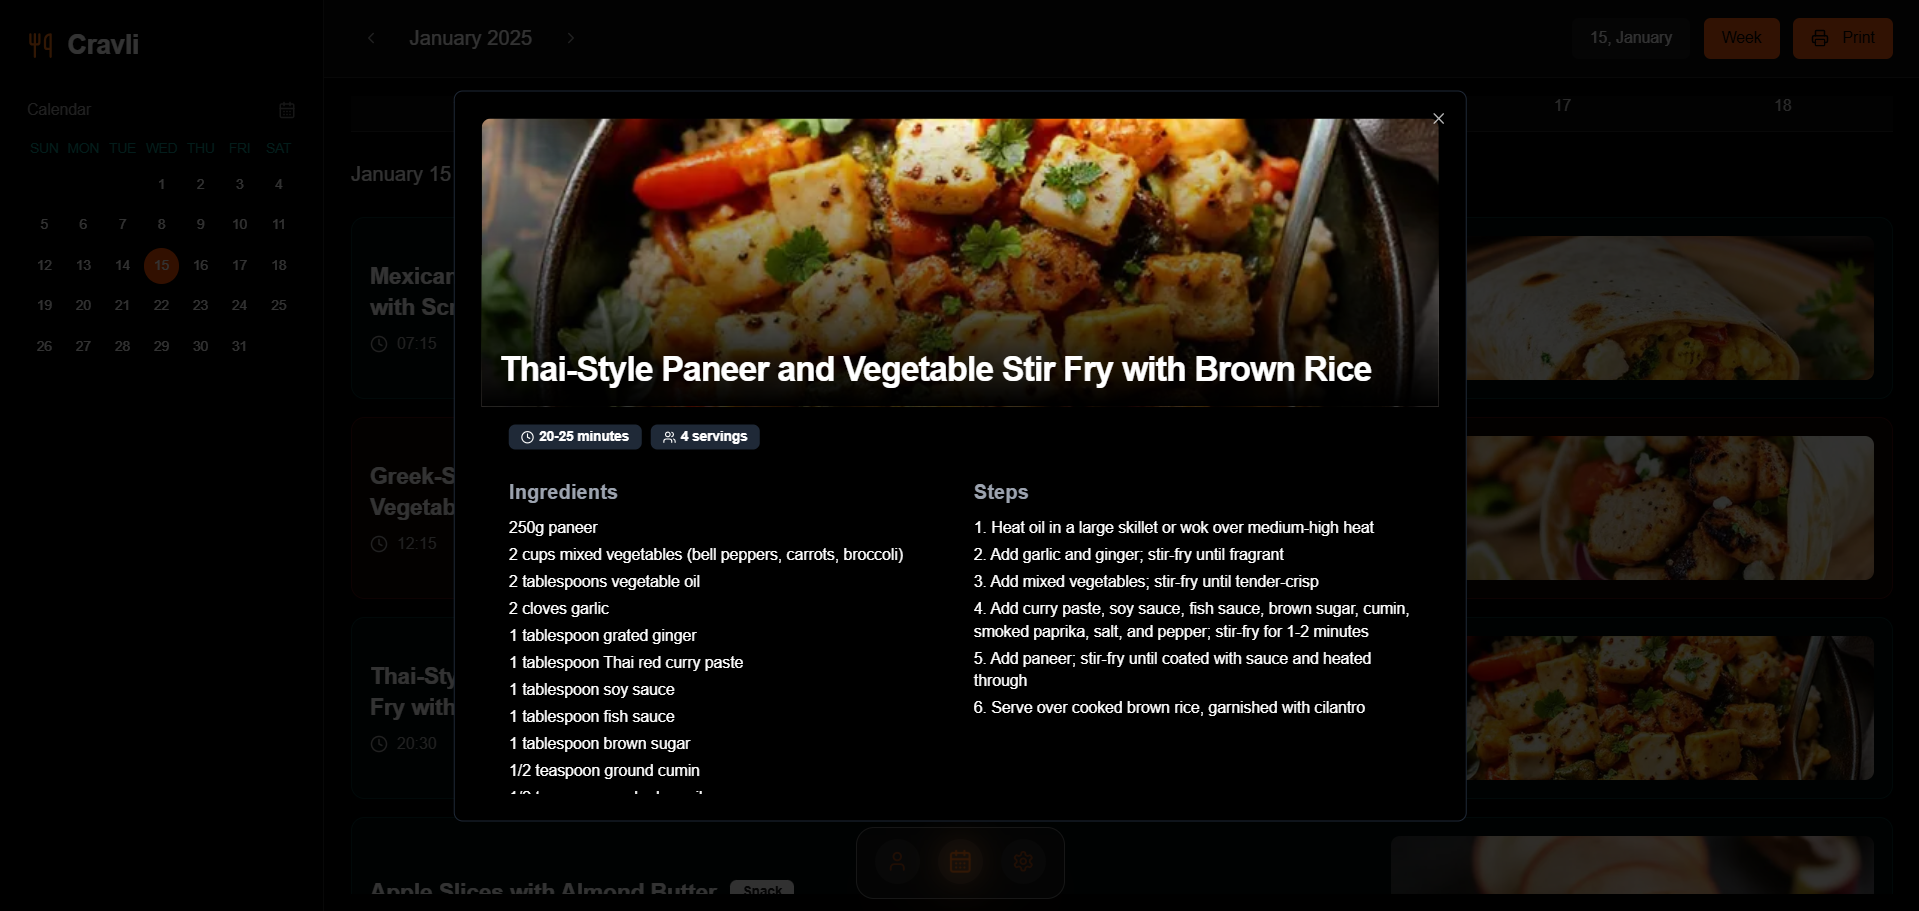 Cravli
January 2025
15, January
Week
Print
Calendar
SUN MON TUE WED THU FRI SAT
1 2 3 4
5 6 7 8 9 10 11
12 13 14 15 16 17 18
19 20 21 22 23 24 25
26 27 28 29 30 31
17
18
January 15
Mexican
with Scr
07:15
Greek-S
Vegetab
12:15
Thai-Sty
Fry with
20:30
Apple Slices with Almond Butter
Snack
Thai-Style Paneer and Vegetable Stir Fry with Brown Rice
20-25 minutes
4 servings
Ingredients
250g paneer
2 cups mixed vegetables (bell peppers, carrots, broccoli)
2 tablespoons vegetable oil
2 cloves garlic
1 tablespoon grated ginger
1 tablespoon Thai red curry paste
1 tablespoon soy sauce
1 tablespoon fish sauce
1 tablespoon brown sugar
1/2 teaspoon ground cumin
Steps
1. Heat oil in a large skillet or wok over medium-high heat
2. Add garlic and ginger; stir-fry until fragrant
3. Add mixed vegetables; stir-fry until tender-crisp
4. Add curry paste, soy sauce, fish sauce, brown sugar, cumin,
smoked paprika, salt, and pepper; stir-fry for 1-2 minutes
5. Add paneer; stir-fry until coated with sauce and heated
through
6. Serve over cooked brown rice, garnished with cilantro